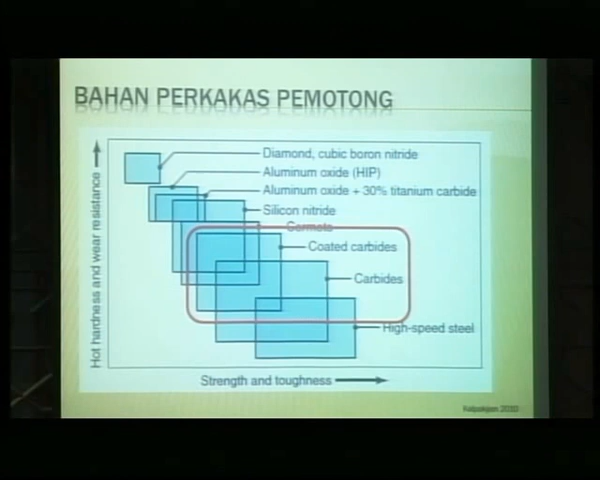 BAHAN PERKAKAS PEMOTONG
Hot hardness and wear resistance
Diamond, cubic boron nitride
Aluminum oxide (HIP)
Aluminum oxide + 30% titanium carbide
Silicon nitride
Cermets
Coated carbides
Carbides
High-speed steel
Strength and toughness
Kalpakjian 2010